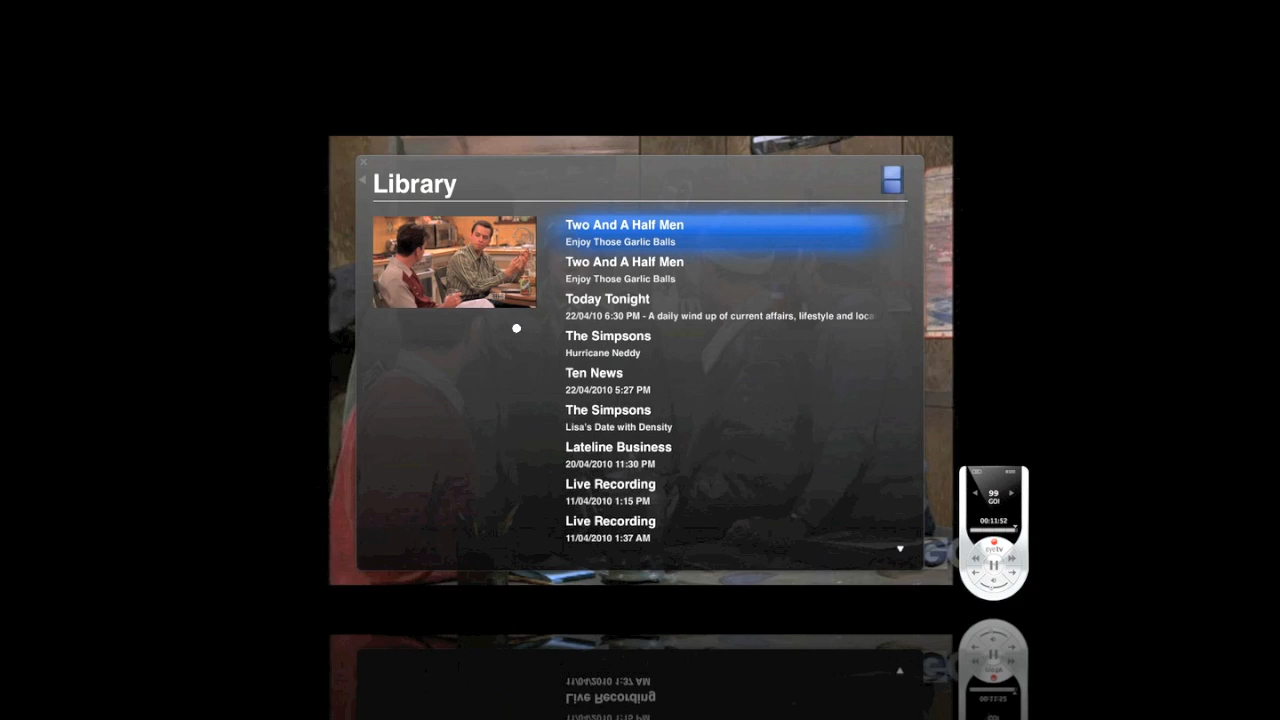 Library
Two And A Half Men
Enjoy Those Garlic Balls
Two And A Half Men
Enjoy Those Garlic Balls
Today Tonight
22/04/10 6:30 PM - A daily wind up of current affairs, lifestyle and loca
The Simpsons
Hurricane Neddy
Ten News
22/04/2010 5:27 PM
The Simpsons
Lisa's Date with Density
Lateline Business
20/04/2010 11:30 PM
Live Recording
11/04/2010 1:15 PM
Live Recording
11/04/2010 1:37 AM
99
GO!
00:11:52
eyetv